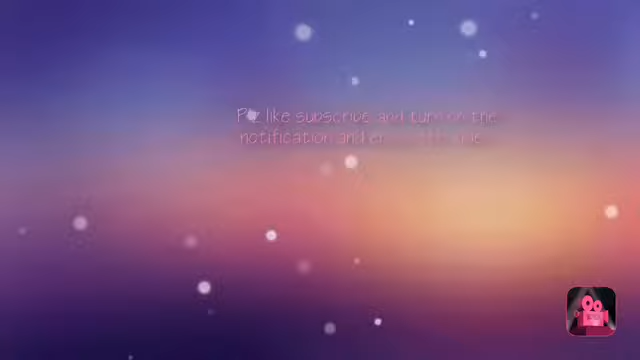 Plz like subscribe and turn on the
notification and